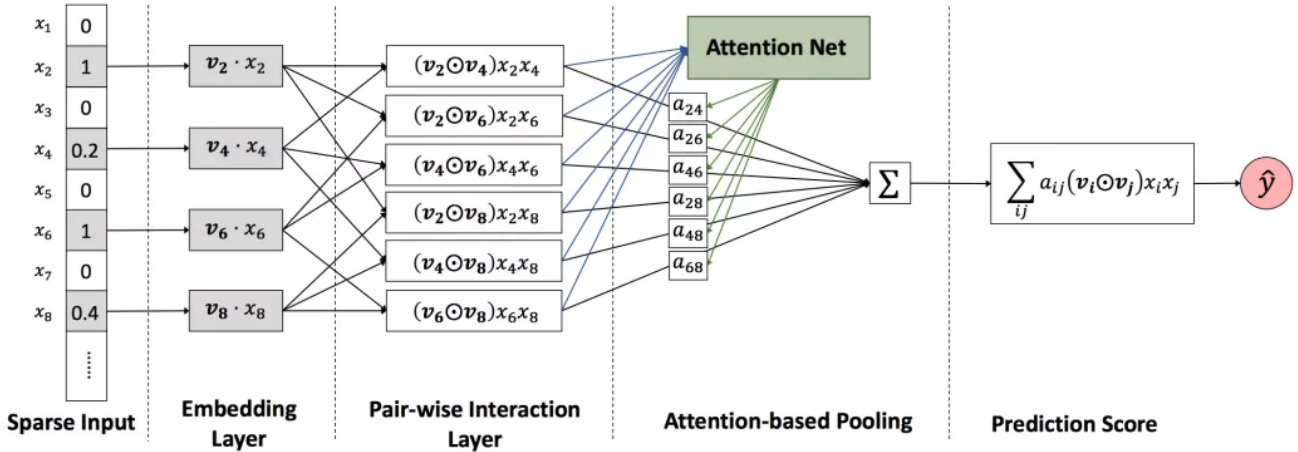 x₁ 0
x₂ 1
x₃ 0
x₄ 0.2
x₅ 0
x₆ 1
x₇ 0
x₈ 0.4
......
Sparse Input
v₂ · x₂
v₄ · x₄
v₆ · x₆
v₈ · x₈
Embedding
Layer
(v₂⊙v₄)x₂x₄
(v₂⊙v₆)x₂x₆
(v₄⊙v₆)x₄x₆
(v₂⊙v₈)x₂x₈
(v₄⊙v₈)x₄x₈
(v₆⊙v₈)x₆x₈
Pair-wise Interaction
Layer
Attention Net
a₂₄
a₂₆
a₄₆
a₂₈
a₄₈
a₆₈
∑
Attention-based Pooling
∑ aᵢⱼ(vᵢ⊙vⱼ)xᵢxⱼ
ij
Prediction Score
ŷ